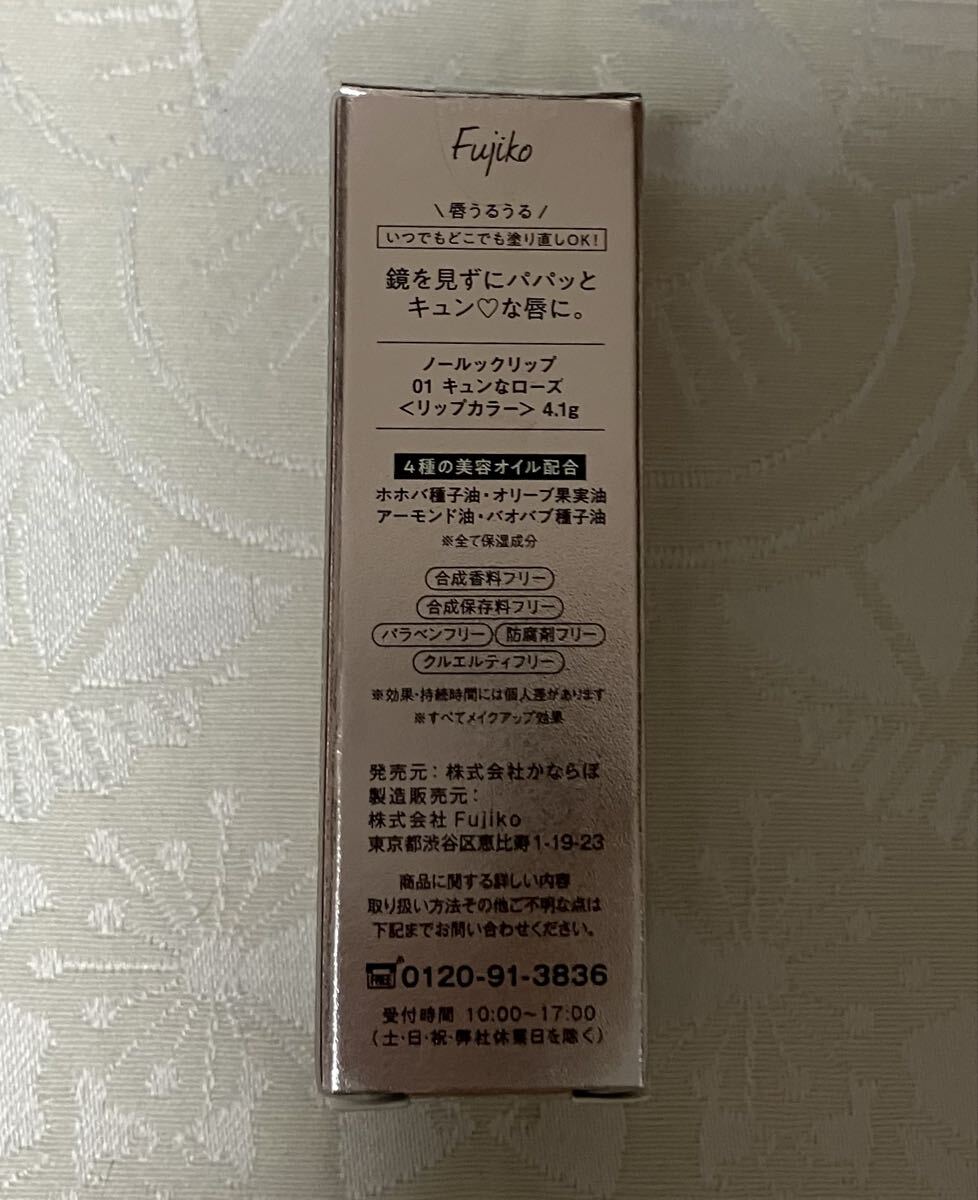 Fujiko
\ 唇うるうる /
いつでもどこでも塗り直しOK!
鏡を見ずにパパッと
キュン♡な唇に。
ノールックリップ
01 キュンなローズ
＜リップカラー＞ 4.1g
4種の美容オイル配合
ホホバ種子油・オリーブ果実油
アーモンド油・バオバブ種子油
※全て保湿成分
合成香料フリー
合成保存料フリー
パラベンフリー 防腐剤フリー
クルエルティフリー
※効果・持続時間には個人差があります
※すべてメイクアップ効果
発売元：株式会社かならぼ
製造販売元：
株式会社Fujiko
東京都渋谷区恵比寿1-19-23
商品に関する詳しい内容
取り扱い方法その他ご不明な点は
下記までお問い合わせください。
FREE 0120-91-3836
受付時間 10:00〜17:00
（土・日・祝・弊社休業日を除く）